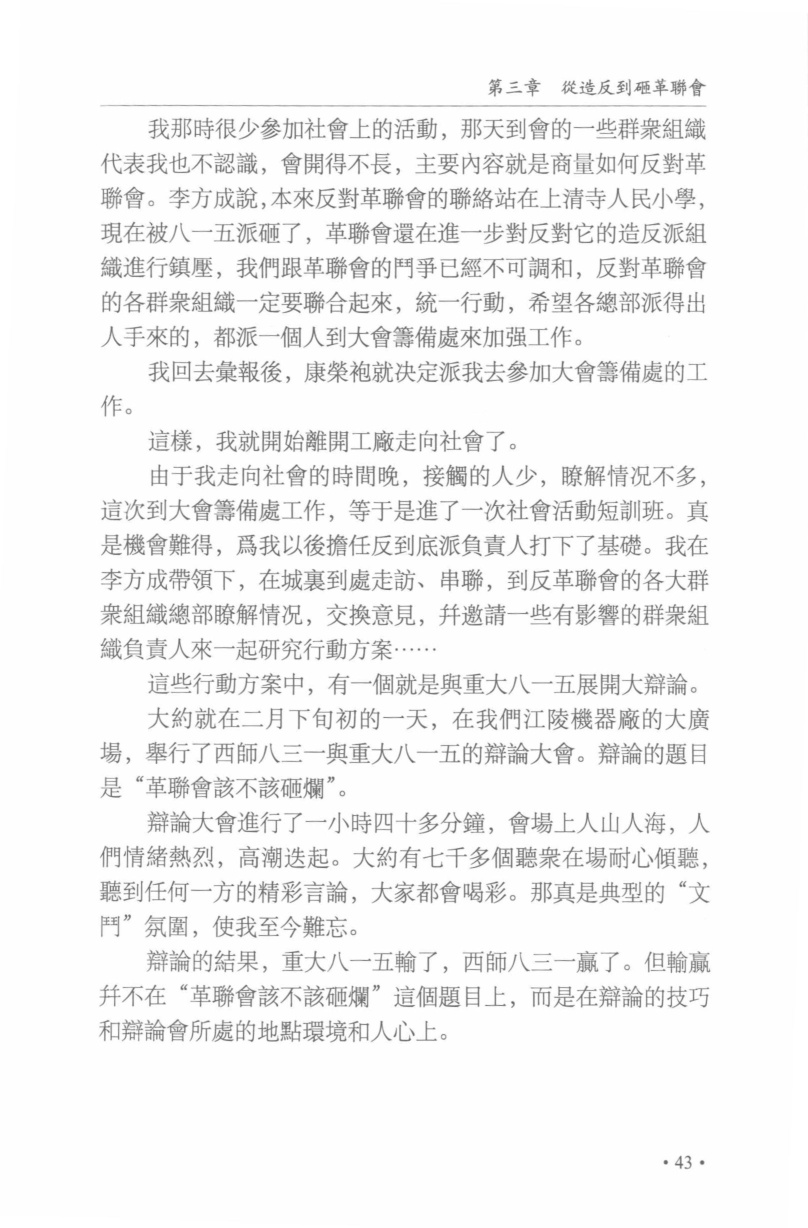 第三章　從造反到砸革聯會
我那時很少參加社會上的活動，那天到會的一些群衆組織
代表我也不認識，會開得不長，主要內容就是商量如何反對革
聯會。李方成說，本來反對革聯會的聯絡站在上清寺人民小學，
現在被八一五派砸了，革聯會還在進一步對反對它的造反派組
織進行鎮壓，我們跟革聯會的鬥爭已經不可調和，反對革聯會
的各群衆組織一定要聯合起來，統一行動，希望各總部派得出
人手來的，都派一個人到大會籌備處來加强工作。
我回去彙報後，康榮袍就決定派我去參加大會籌備處的工
作。
這樣，我就開始離開工廠走向社會了。
由于我走向社會的時間晚，接觸的人少，瞭解情況不多，
這次到大會籌備處工作，等于是進了一次社會活動短訓班。真
是機會難得，爲我以後擔任反到底派負責人打下了基礎。我在
李方成帶領下，在城裏到處走訪、串聯，到反革聯會的各大群
衆組織總部瞭解情況，交換意見，幷邀請一些有影響的群衆組
織負責人來一起研究行動方案……
這些行動方案中，有一個就是與重大八一五展開大辯論。
大約就在二月下旬初的一天，在我們江陵機器廠的大廣
場，舉行了西師八三一與重大八一五的辯論大會。辯論的題目
是“革聯會該不該砸爛”。
辯論大會進行了一小時四十多分鐘，會場上人山人海，人
們情緒熱烈，高潮迭起。大約有七千多個聽衆在場耐心傾聽，
聽到任何一方的精彩言論，大家都會喝彩。那真是典型的“文
鬥”氛圍，使我至今難忘。
辯論的結果，重大八一五輸了，西師八三一贏了。但輸贏
幷不在“革聯會該不該砸爛”這個題目上，而是在辯論的技巧
和辯論會所處的地點環境和人心上。
·43·